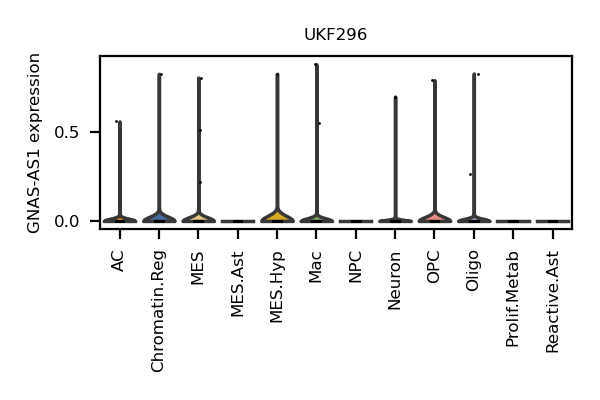 UKF296
GNAS-AS1 expression
0.5
0.0
AC
Chromatin.Reg
MES
MES.Ast
MES.Hyp
Mac
NPC
Neuron
OPC
Oligo
Prolif.Metab
Reactive.Ast